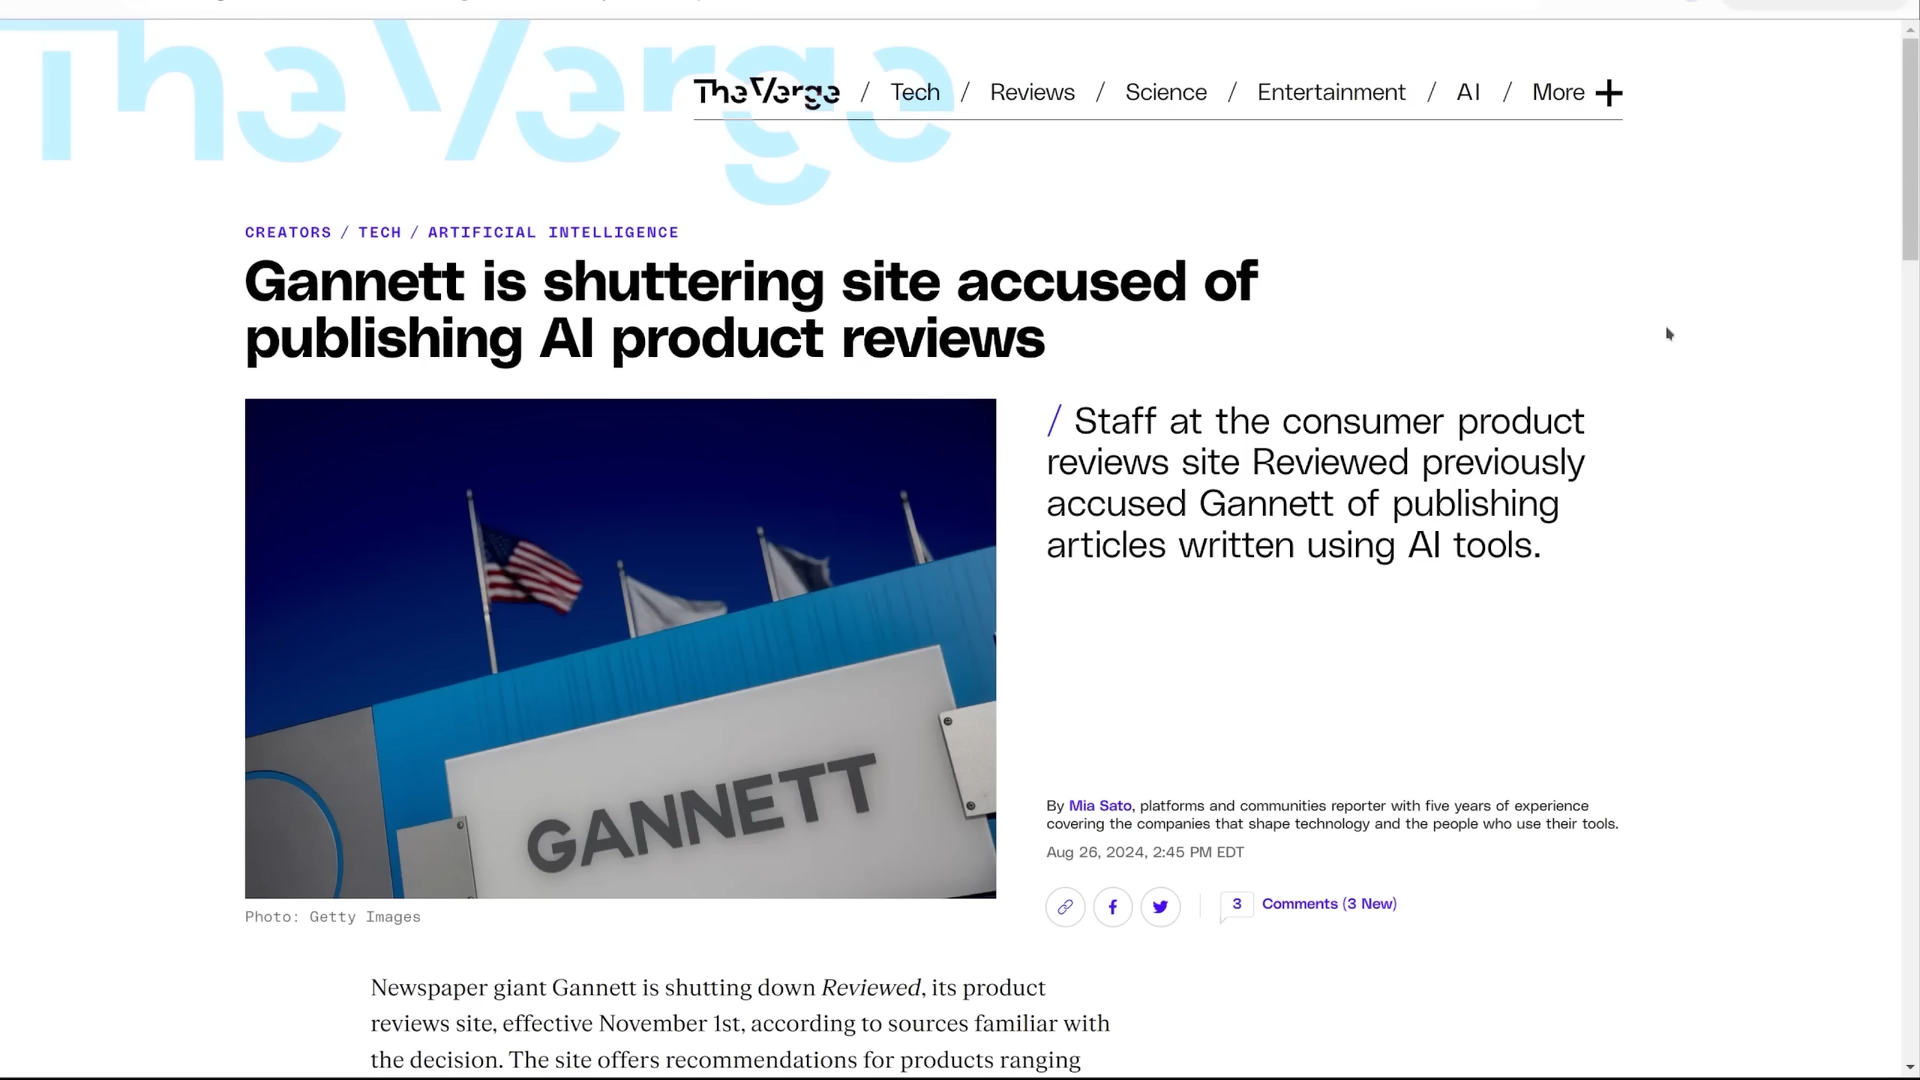 The Verge
The Verge / Tech / Reviews / Science / Entertainment / AI / More
CREATORS / TECH / ARTIFICIAL INTELLIGENCE
Gannett is shuttering site accused of
publishing AI product reviews
/ Staff at the consumer product
reviews site Reviewed previously
accused Gannett of publishing
articles written using AI tools.
GANNETT
By Mia Sato, platforms and communities reporter with five years of experience
covering the companies that shape technology and the people who use their tools.
Aug 26, 2024, 2:45 PM EDT
3 Comments (3 New)
Photo: Getty Images
Newspaper giant Gannett is shutting down Reviewed, its product
reviews site, effective November 1st, according to sources familiar with
the decision. The site offers recommendations for products ranging